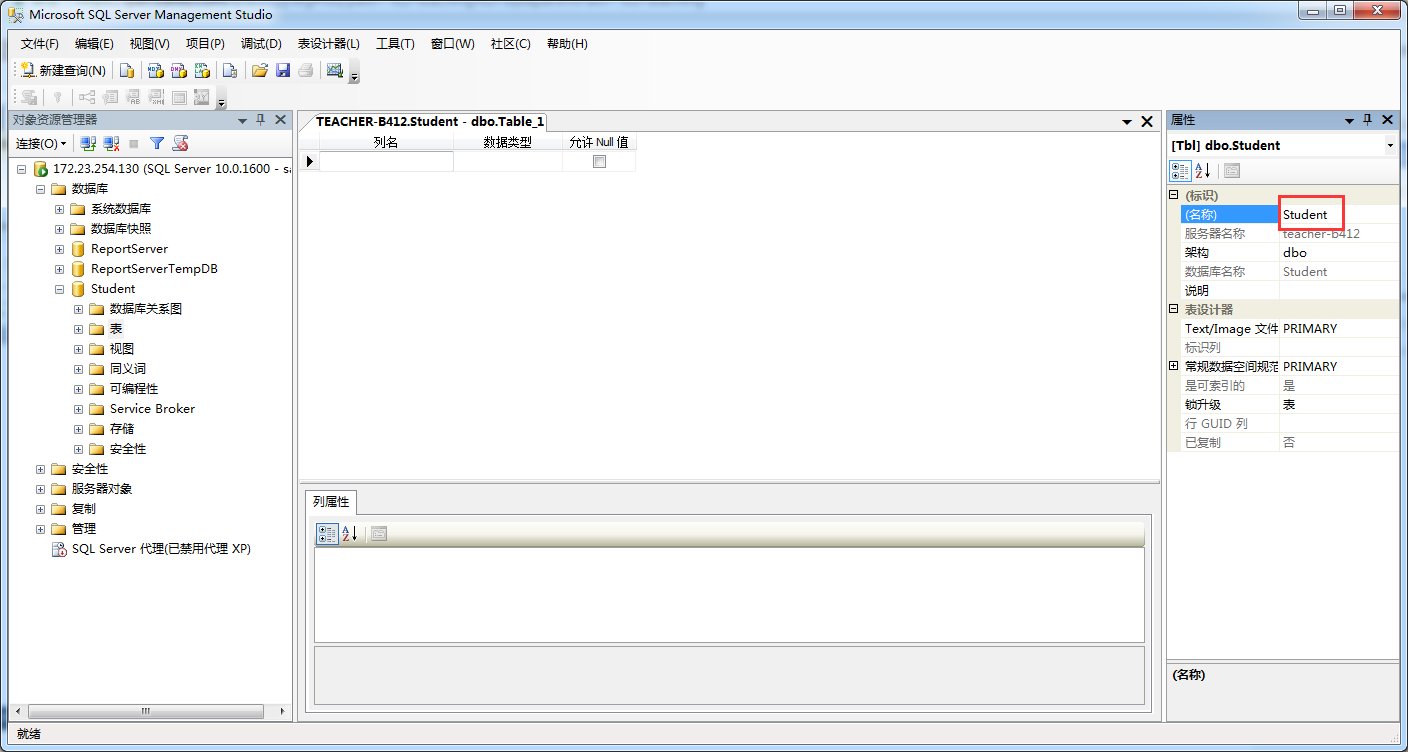 Microsoft SQL Server Management Studio
文件(F) 编辑(E) 视图(V) 项目(P) 调试(D) 表设计器(L) 工具(T) 窗口(W) 社区(C) 帮助(H)
新建查询(N)
对象资源管理器
连接(O)
172.23.254.130 (SQL Server 10.0.1600 - sa
数据库
系统数据库
数据库快照
ReportServer
ReportServerTempDB
Student
数据库关系图
表
视图
同义词
可编程性
Service Broker
存储
安全性
安全性
服务器对象
复制
管理
SQL Server 代理(已禁用代理 XP)
TEACHER-B412.Student - dbo.Table_1
列名 数据类型 允许 Null 值
列属性
属性
[Tbl] dbo.Student
(标识)
(名称) Student
服务器名称 teacher-b412
架构 dbo
数据库名称 Student
说明
表设计器
Text/Image 文件 PRIMARY
标识列
常规数据空间规范 PRIMARY
是可索引的 是
锁升级 表
行 GUID 列
已复制 否
(名称)
就绪